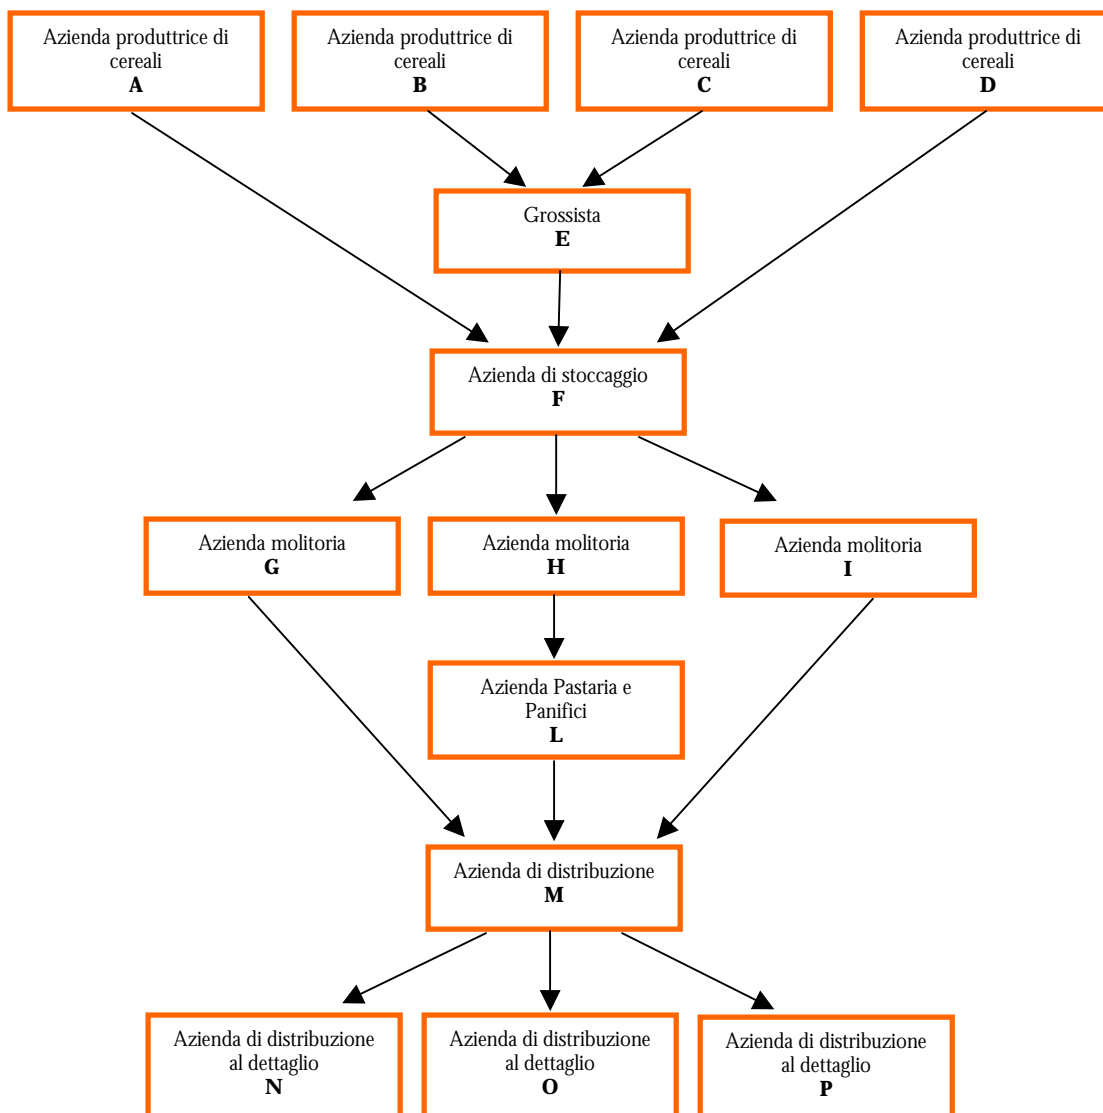 Azienda produttrice di
cereali
A
Azienda produttrice di
cereali
B
Azienda produttrice di
cereali
C
Azienda produttrice di
cereali
D
Grossista
E
Azienda di stoccaggio
F
Azienda molitoria
G
Azienda molitoria
H
Azienda molitoria
I
Azienda Pastaria e
Panifici
L
Azienda di distribuzione
M
Azienda di distribuzione
al dettaglio
N
Azienda di distribuzione
al dettaglio
O
Azienda di distribuzione
al dettaglio
P